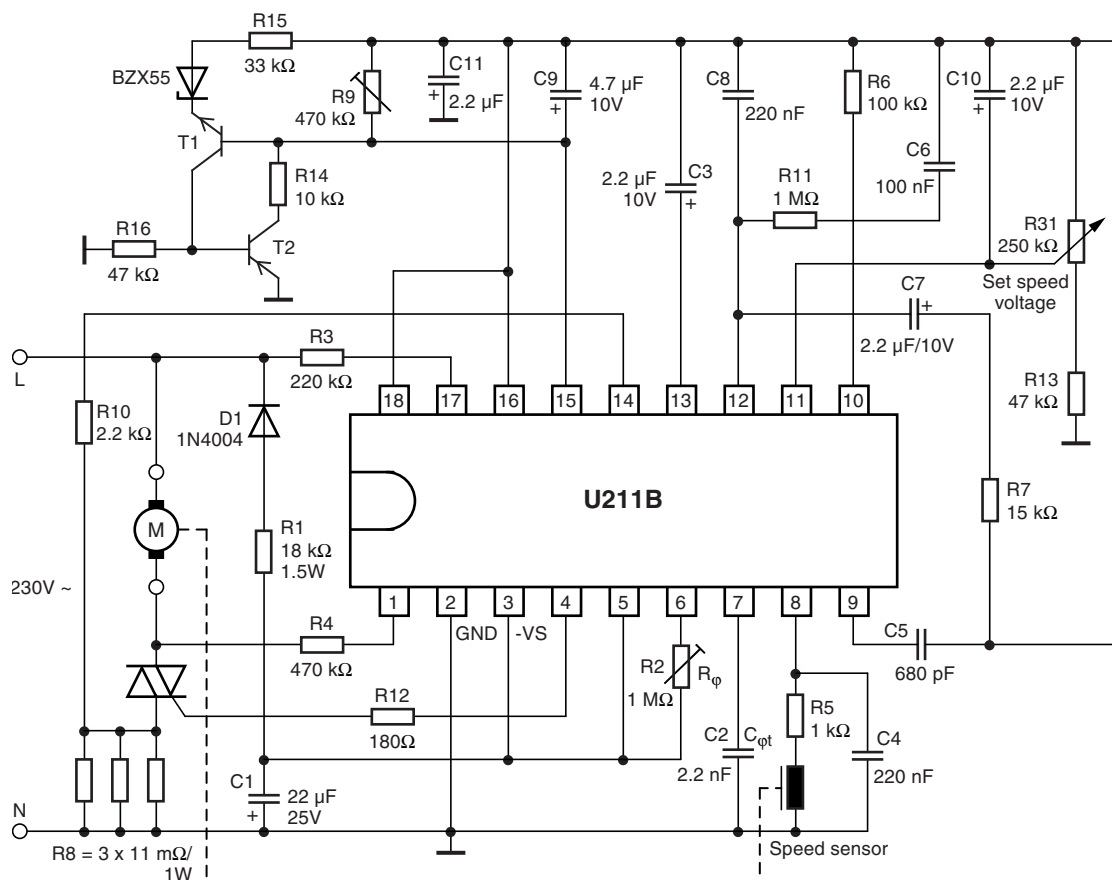 R15
33 kΩ
BZX55
T1
R9
470 kΩ
C11
2.2 μF
C9
4.7 μF
10V
C8
220 nF
R6
100 kΩ
C10
2.2 μF
10V
R14
10 kΩ
C3
2.2 μF
10V
R11
1 MΩ
C6
100 nF
R16
47 kΩ
T2
R31
250 kΩ
Set speed
voltage
C7
2.2 μF/10V
L
R3
220 kΩ
R10
2.2 kΩ
D1
1N4004
18 17 16 15 14 13 12 11 10
R13
47 kΩ
U211B
M
R1
18 kΩ
1.5W
R7
15 kΩ
230V ~
1 2 3 4 5 6 7 8 9
GND -VS
R4
470 kΩ
C5
680 pF
R2
1 MΩ
Rφ
R12
180Ω
R5
1 kΩ
C4
220 nF
C2
2.2 nF
Cφt
C1
22 μF
25V
N
R8 = 3 x 11 mΩ/
1W
Speed sensor